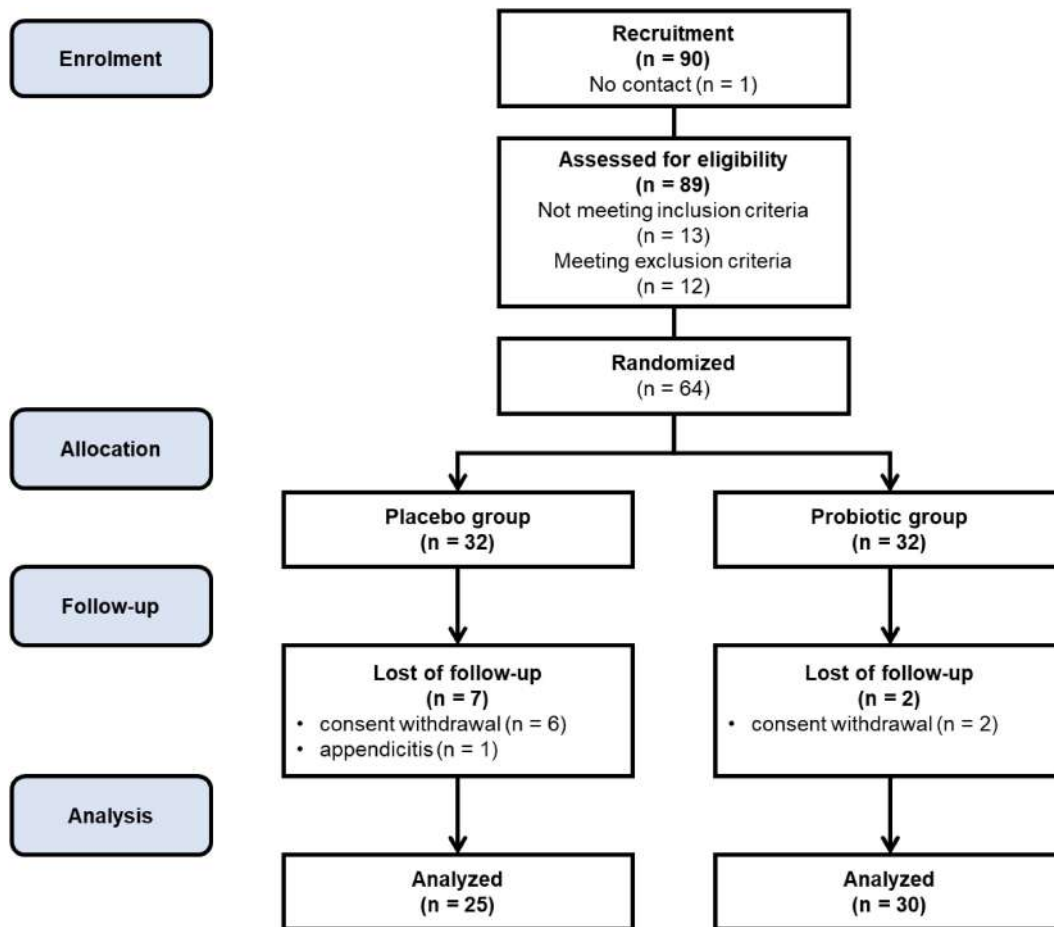 Enrolment
Recruitment
(n = 90)
No contact (n = 1)
Assessed for eligibility
(n = 89)
Not meeting inclusion criteria
(n = 13)
Meeting exclusion criteria
(n = 12)
Randomized
(n = 64)
Allocation
Placebo group
(n = 32)
Probiotic group
(n = 32)
Follow-up
Lost of follow-up
(n = 7)
• consent withdrawal (n = 6)
• appendicitis (n = 1)
Lost of follow-up
(n = 2)
• consent withdrawal (n = 2)
Analysis
Analyzed
(n = 25)
Analyzed
(n = 30)